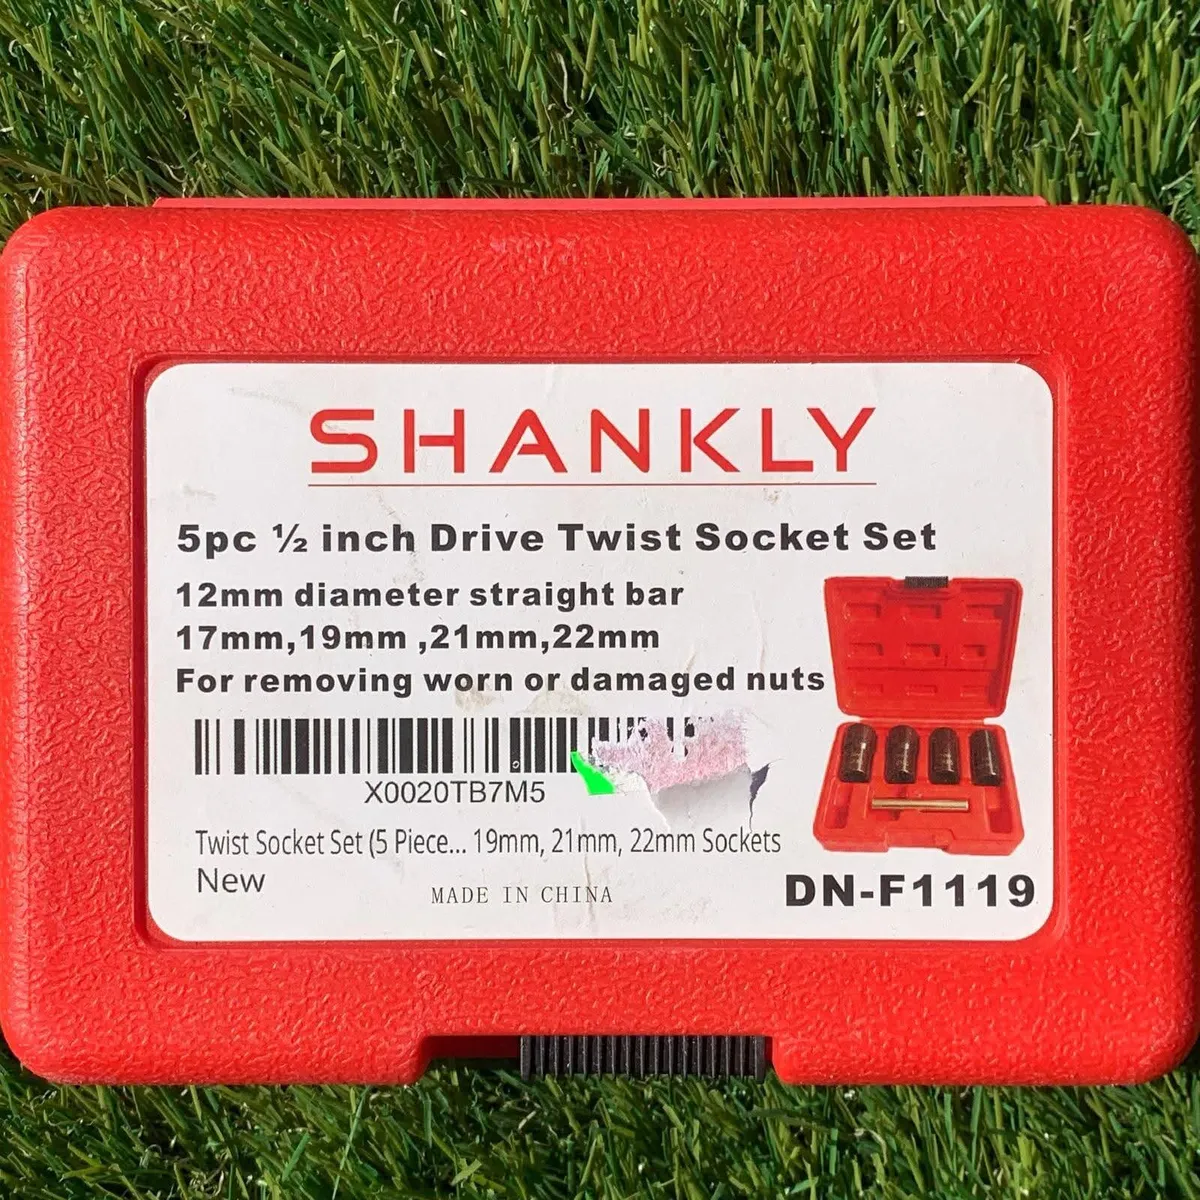 SHANKLY
5pc ½ inch Drive Twist Socket Set
12mm diameter straight bar
17mm,19mm ,21mm,22mm
For removing worn or damaged nuts
X0020TB7M5
Twist Socket Set (5 Piece... 19mm, 21mm, 22mm Sockets
New
MADE IN CHINA
DN-F1119